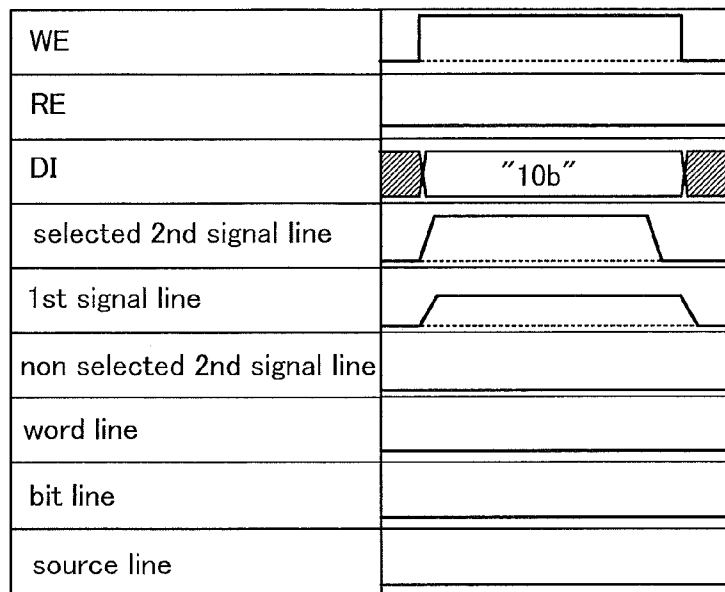 WE
RE
DI
"10b"
selected 2nd signal line
1st signal line
non selected 2nd signal line
word line
bit line
source line